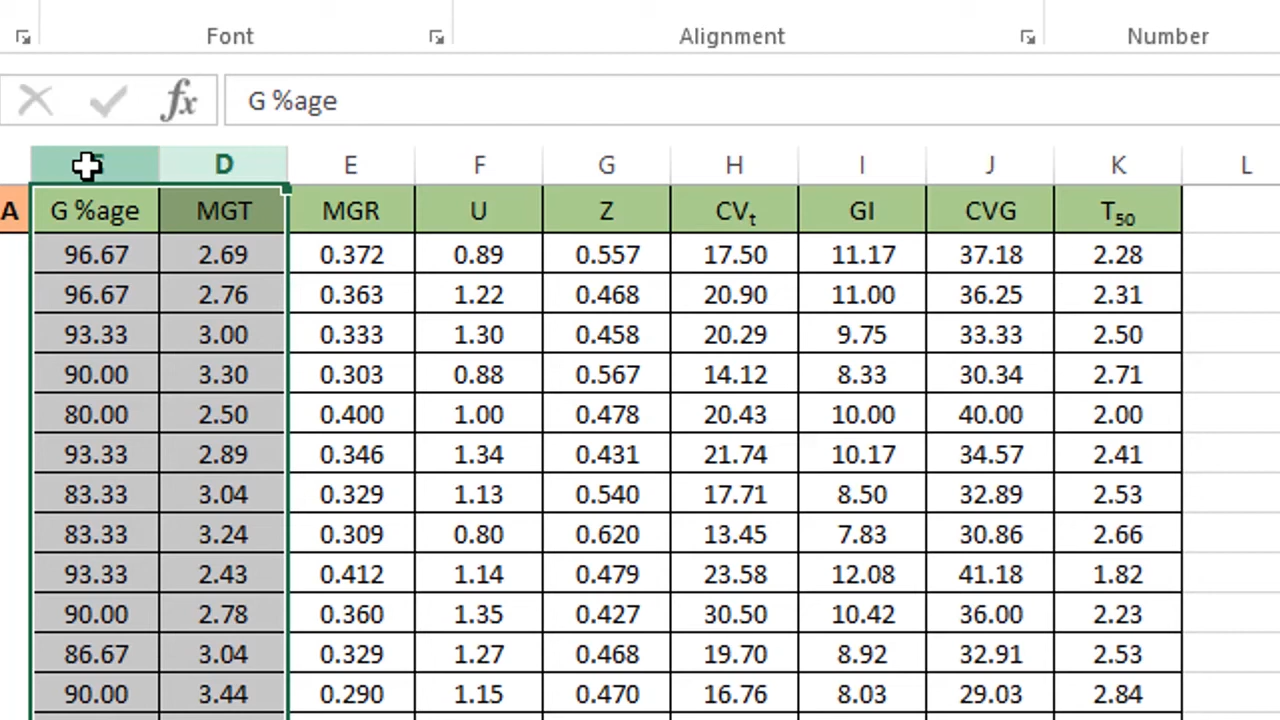 Font Alignment Number
fx G %age
D E F G H I J K L
A G %age MGT MGR U Z CVt GI CVG T50
96.67 2.69 0.372 0.89 0.557 17.50 11.17 37.18 2.28
96.67 2.76 0.363 1.22 0.468 20.90 11.00 36.25 2.31
93.33 3.00 0.333 1.30 0.458 20.29 9.75 33.33 2.50
90.00 3.30 0.303 0.88 0.567 14.12 8.33 30.34 2.71
80.00 2.50 0.400 1.00 0.478 20.43 10.00 40.00 2.00
93.33 2.89 0.346 1.34 0.431 21.74 10.17 34.57 2.41
83.33 3.04 0.329 1.13 0.540 17.71 8.50 32.89 2.53
83.33 3.24 0.309 0.80 0.620 13.45 7.83 30.86 2.66
93.33 2.43 0.412 1.14 0.479 23.58 12.08 41.18 1.82
90.00 2.78 0.360 1.35 0.427 30.50 10.42 36.00 2.23
86.67 3.04 0.329 1.27 0.468 19.70 8.92 32.91 2.53
90.00 3.44 0.290 1.15 0.470 16.76 8.03 29.03 2.84